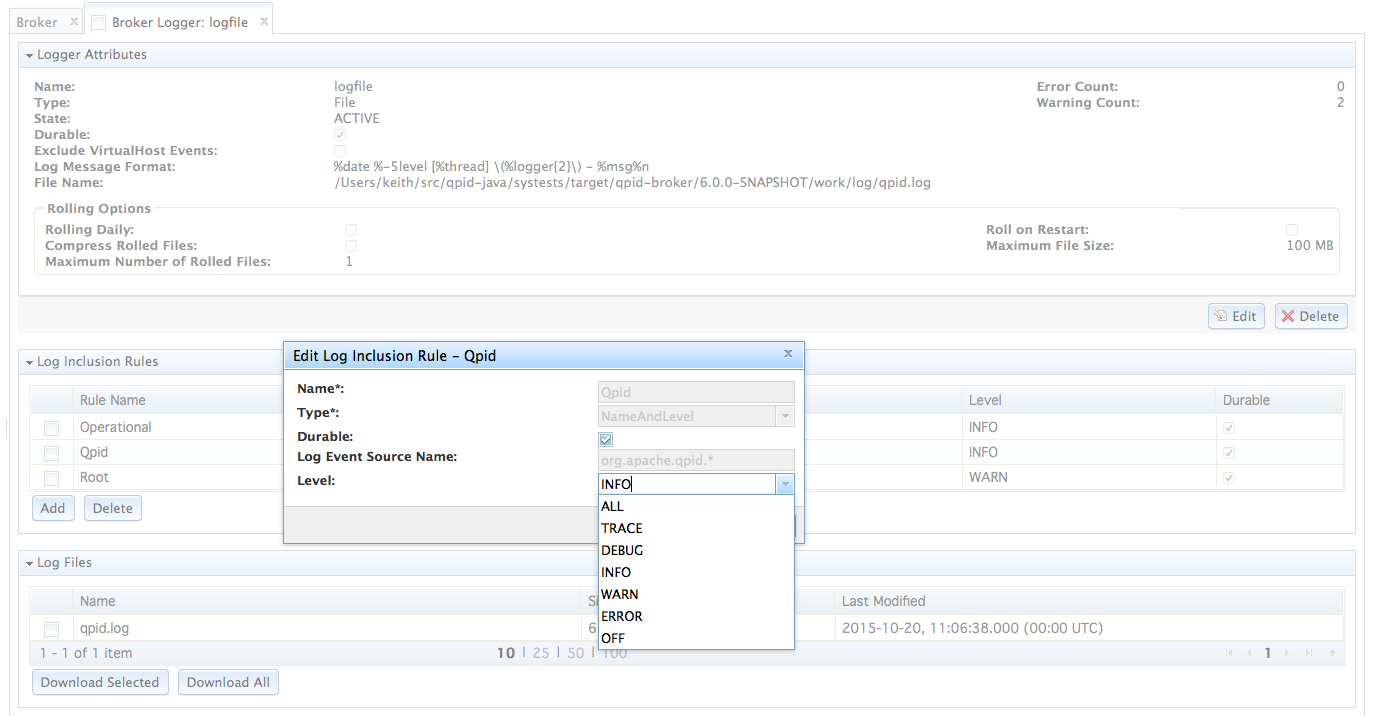 Broker x Broker Logger: logfile x
Logger Attributes
Name: logfile Error Count: 0
Type: File Warning Count: 2
State: ACTIVE
Durable:
Exclude VirtualHost Events:
Log Message Format: %date %-5level [%thread] \(%logger{2}\) - %msg%n
File Name: /Users/keith/src/qpid-java/systests/target/qpid-broker/6.0.0-SNAPSHOT/work/log/qpid.log
Rolling Options
Rolling Daily: Roll on Restart:
Compress Rolled Files: Maximum File Size: 100 MB
Maximum Number of Rolled Files: 1
Edit Delete
Log Inclusion Rules
Rule Name Level Durable
Operational INFO
Qpid INFO
Root WARN
Add Delete
Edit Log Inclusion Rule - Qpid x
Name*: Qpid
Type*: NameAndLevel
Durable:
Log Event Source Name: org.apache.qpid.*
Level: INFO
ALL
TRACE
DEBUG
INFO
WARN
ERROR
OFF
Log Files
Name Last Modified
qpid.log 2015-10-20, 11:06:38.000 (00:00 UTC)
1 - 1 of 1 item 10 | 25 | 50 | 100 1
Download Selected Download All